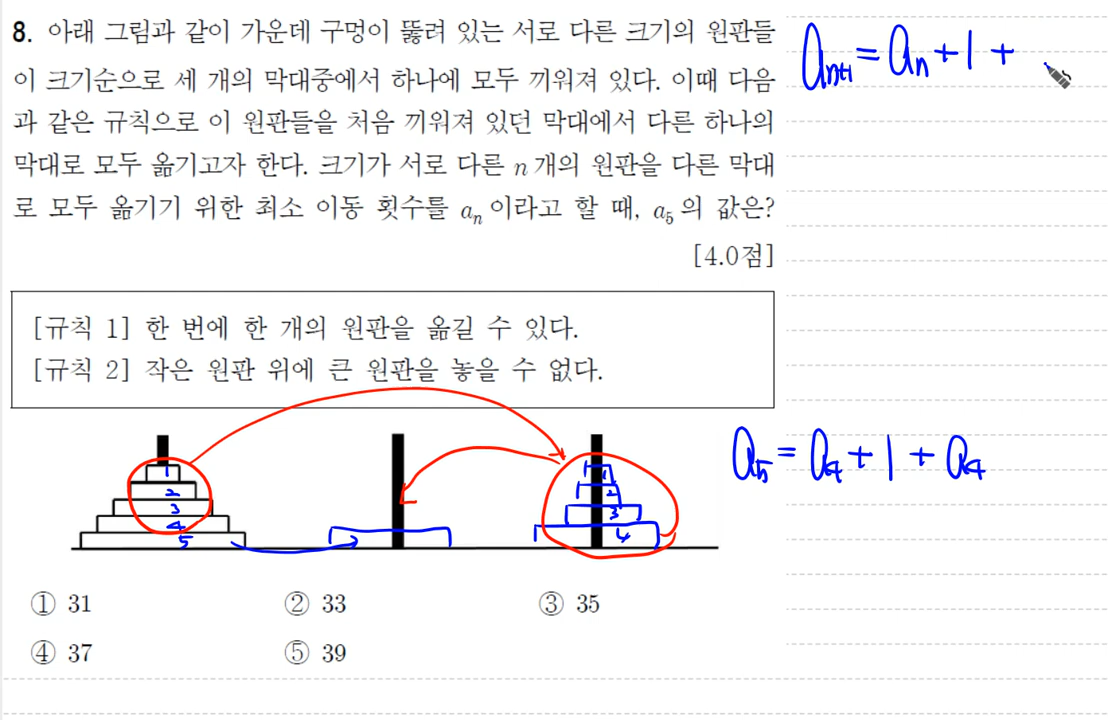 8. 아래 그림과 같이 가운데 구멍이 뚫려 있는 서로 다른 크기의 원판들
이 크기순으로 세 개의 막대중에서 하나에 모두 끼워져 있다. 이때 다음
과 같은 규칙으로 이 원판들을 처음 끼워져 있던 막대에서 다른 하나의
막대로 모두 옮기고자 한다. 크기가 서로 다른 n개의 원판을 다른 막대
로 모두 옮기기 위한 최소 이동 횟수를 aₙ이라고 할 때, a₅의 값은?
[4.0점]
aₙ₊₁ = aₙ + 1 +
[규칙 1] 한 번에 한 개의 원판을 옮길 수 있다.
[규칙 2] 작은 원판 위에 큰 원판을 놓을 수 없다.
1
2
3
4
5
1
2
3
4
a₅ = a₄ + 1 + a₄
① 31 ② 33 ③ 35
④ 37 ⑤ 39